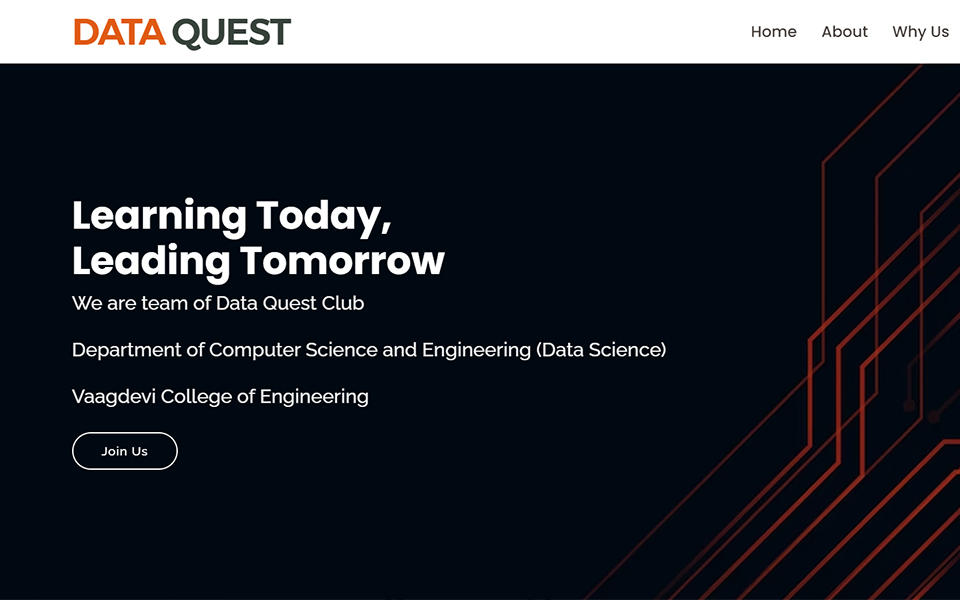 DATA QUEST
Home About Why Us
Learning Today,
Leading Tomorrow
We are team of Data Quest Club
Department of Computer Science and Engineering (Data Science)
Vaagdevi College of Engineering
Join Us